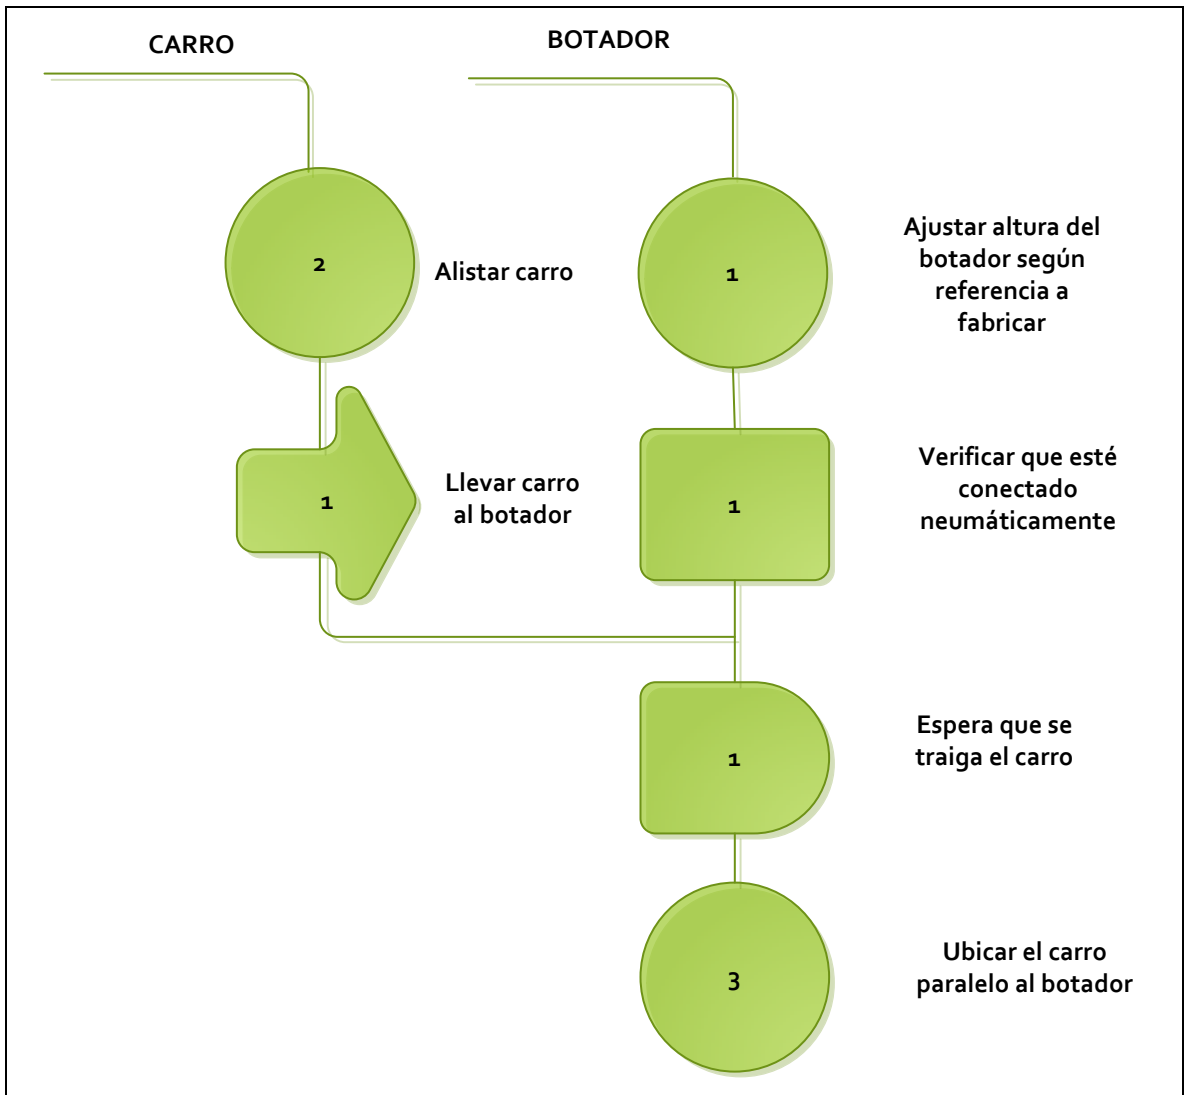 CARRO
BOTADOR
2
Alistar carro
1
Ajustar altura del
botador según
referencia a
fabricar
1
Llevar carro
al botador
1
Verificar que esté
conectado
neumáticamente
1
Espera que se
traiga el carro
3
Ubicar el carro
paralelo al botador